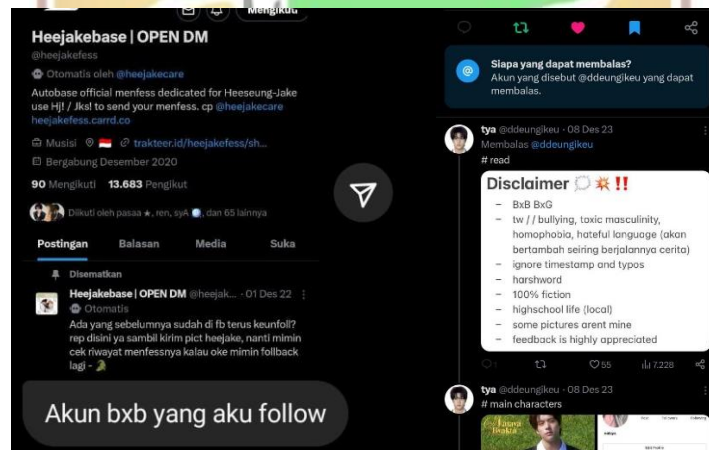 Mengikuti
Heejakebase | OPEN DM
@heejakefess
Otomatis oleh @heejakecare
Autobase official menfess dedicated for Heeseung-Jake
use Hj! / Jks! to send your menfess. cp @heejakecare
heejakefess.carrd.co
Musisi
trakteer.id/heejakefess/sh...
Bergabung Desember 2020
90 Mengikuti 13.683 Pengikut
Diikuti oleh pasaa ★, ren, syA, dan 65 lainnya
Postingan Balasan Media Suka
Disematkan
Heejakebase | OPEN DM @heejak... · 01 Des 22
Otomatis
Ada yang sebelumnya sudah di fb terus keunfoll?
rep disini ya sambil kirim pict heejake, nanti mimin
cek riwayat menfessnya kalau oke mimin follback
lagi - 🐊
Akun bxb yang aku follow
Siapa yang dapat membalas?
Akun yang disebut @ddeungikeu yang dapat
membalas.
tya @ddeungikeu · 08 Des 23
Membalas @ddeungikeu
# read
Disclaimer 💭💥‼️
– BxB BxG
– tw // bullying, toxic masculinity,
homophobia, hateful language (akan
bertambah seiring berjalannya cerita)
– ignore timestamp and typos
– harshword
– 100% fiction
– highschool life (local)
– some pictures arent mine
– feedback is highly appreciated
1 55 7.228
tya @ddeungikeu · 08 Des 23
# main characters